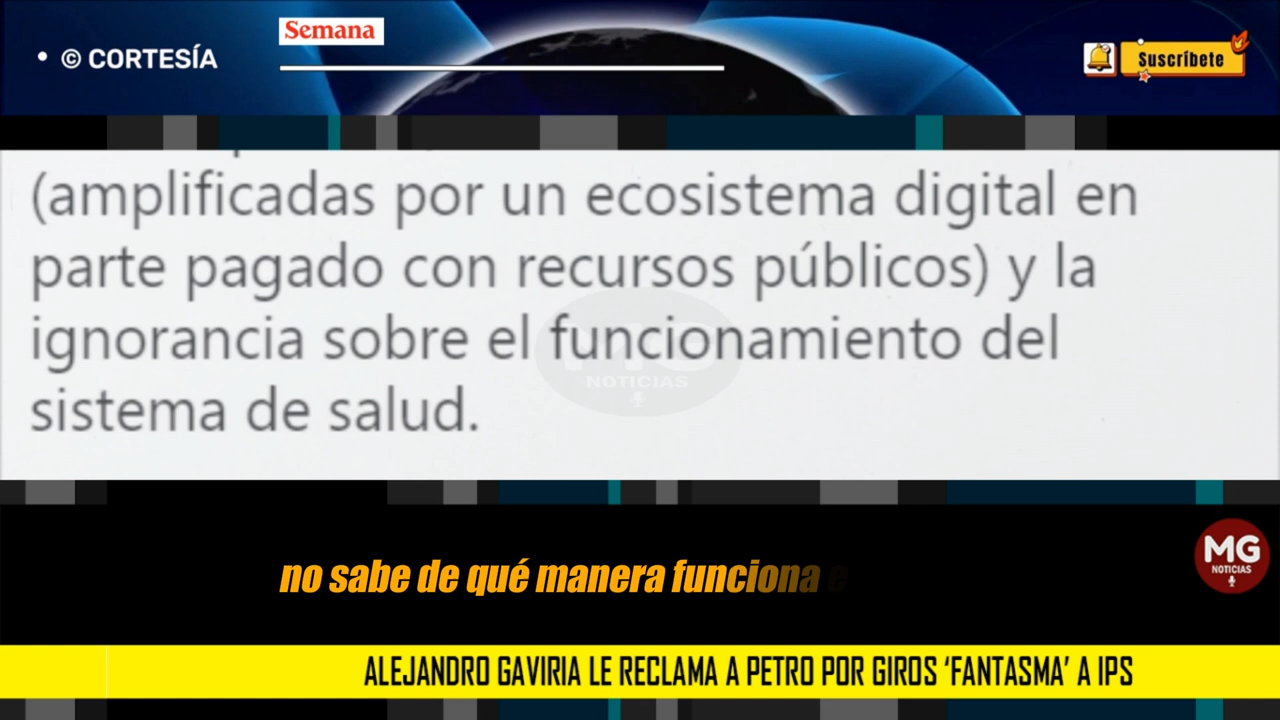 Semana
• © CORTESÍA
Suscríbete
(amplificadas por un ecosistema digital en
parte pagado con recursos públicos) y la
ignorancia sobre el funcionamiento del
sistema de salud.
MG
NOTICIAS
no sabe de qué manera funciona e
MG
NOTICIAS
ALEJANDRO GAVIRIA LE RECLAMA A PETRO POR GIROS ‘FANTASMA’ A IPS